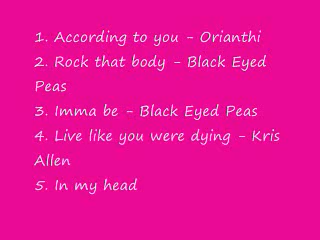 1. According to you - Orianthi
2. Rock that body - Black Eyed
Peas
3. Imma be - Black Eyed Peas
4. Live like you were dying - Kris
Allen
5. In my head